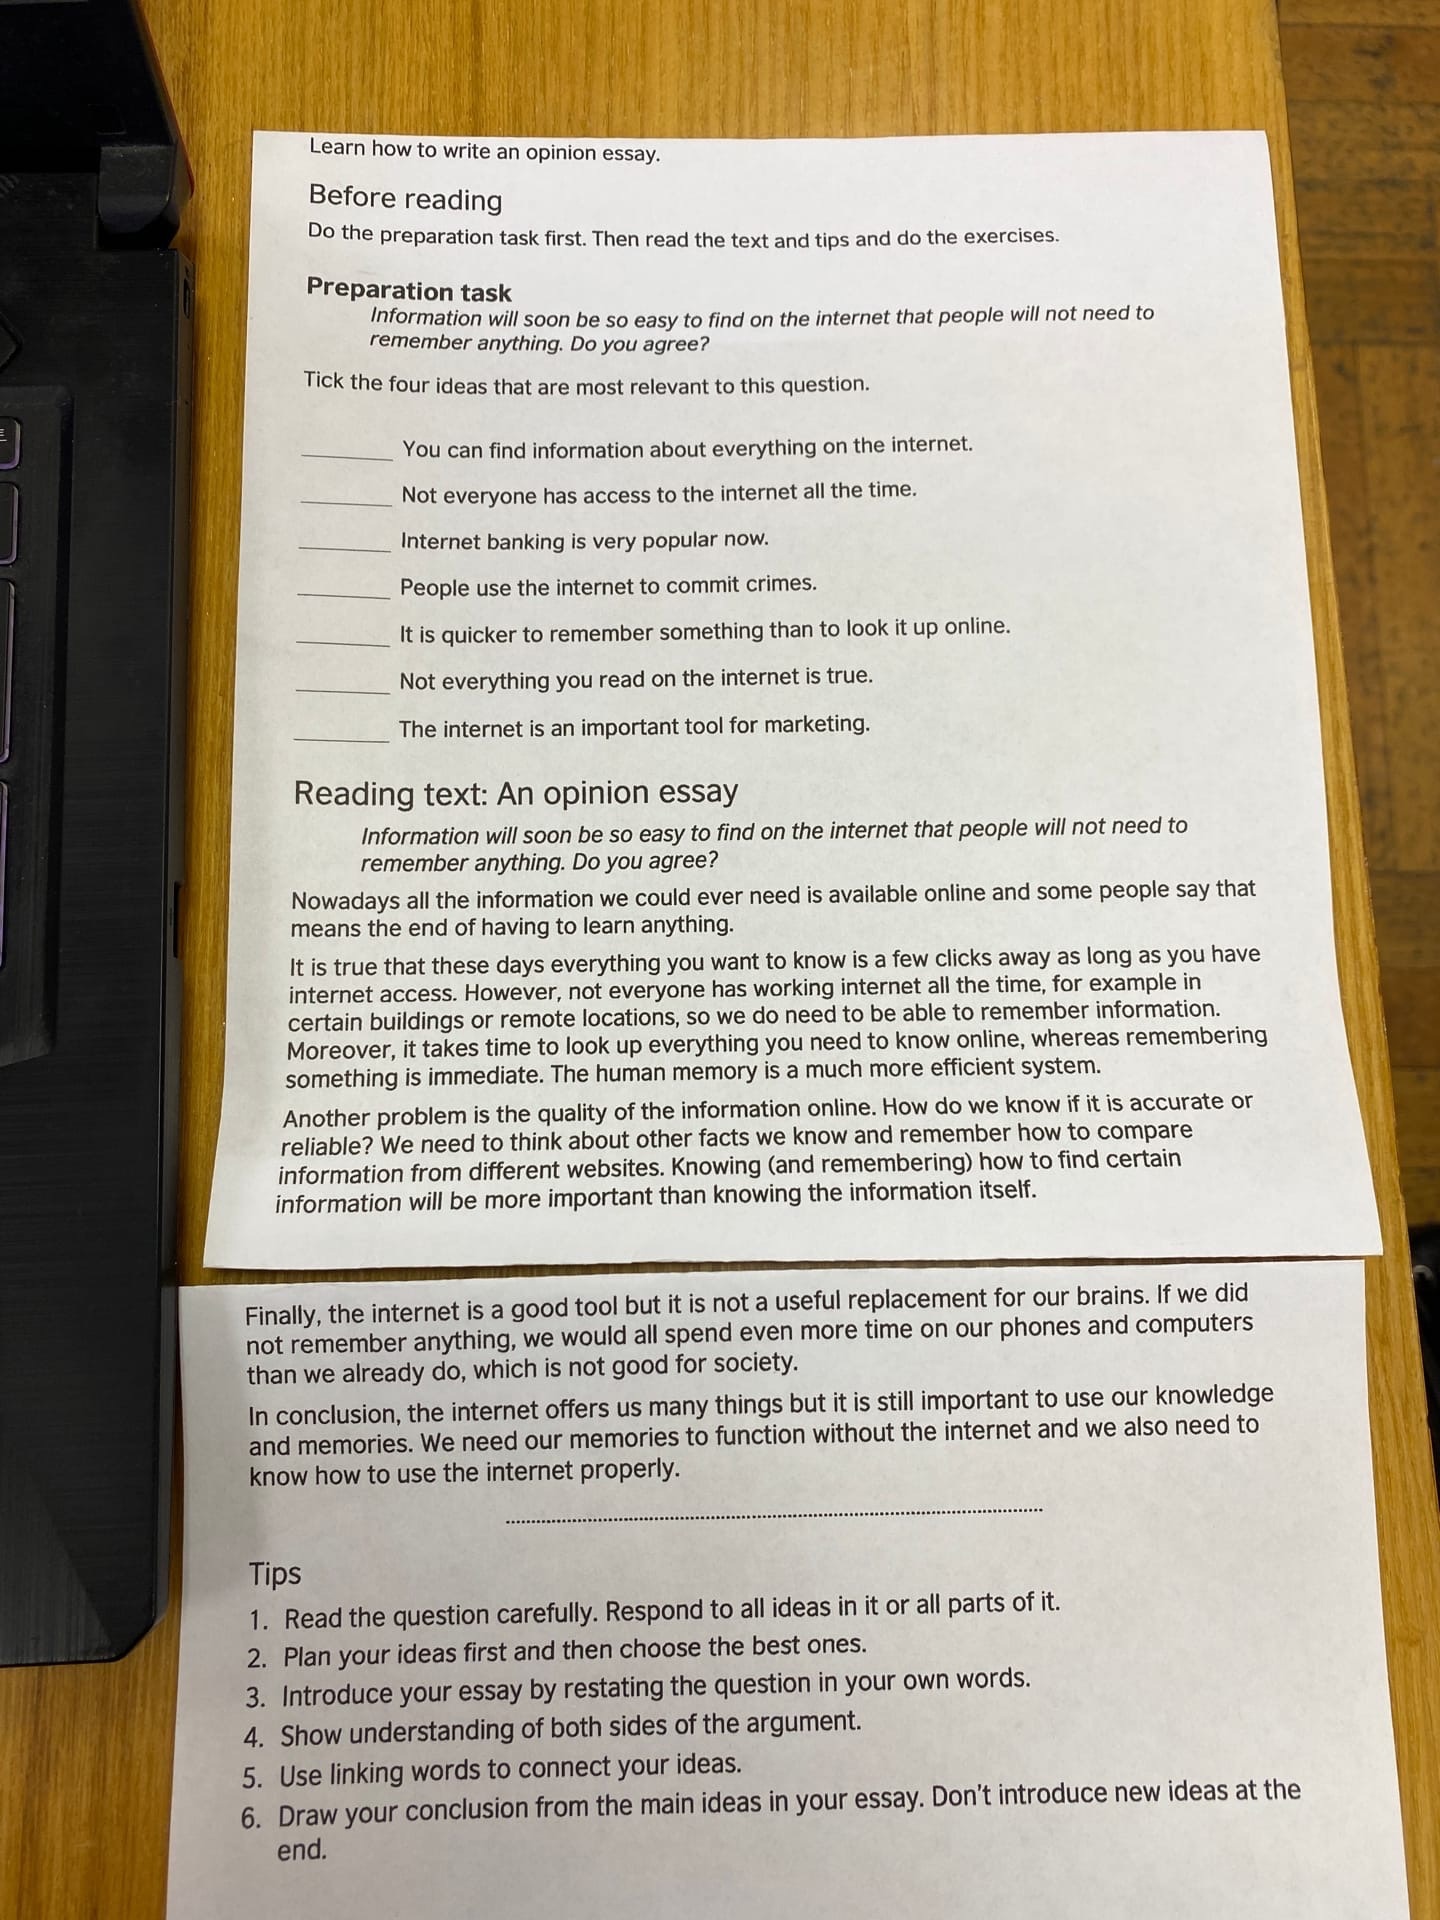 Learn how to write an opinion essay.
Before reading
Do the preparation task first. Then read the text and tips and do the exercises.
Preparation task
Information will soon be so easy to find on the internet that people will not need to
remember anything. Do you agree?
Tick the four ideas that are most relevant to this question.
________ You can find information about everything on the internet.
________ Not everyone has access to the internet all the time.
________ Internet banking is very popular now.
________ People use the internet to commit crimes.
________ It is quicker to remember something than to look it up online.
________ Not everything you read on the internet is true.
________ The internet is an important tool for marketing.
Reading text: An opinion essay
Information will soon be so easy to find on the internet that people will not need to
remember anything. Do you agree?
Nowadays all the information we could ever need is available online and some people say that
means the end of having to learn anything.
It is true that these days everything you want to know is a few clicks away as long as you have
internet access. However, not everyone has working internet all the time, for example in
certain buildings or remote locations, so we do need to be able to remember information.
Moreover, it takes time to look up everything you need to know online, whereas remembering
something is immediate. The human memory is a much more efficient system.
Another problem is the quality of the information online. How do we know if it is accurate or
reliable? We need to think about other facts we know and remember how to compare
information from different websites. Knowing (and remembering) how to find certain
information will be more important than knowing the information itself.
Finally, the internet is a good tool but it is not a useful replacement for our brains. If we did
not remember anything, we would all spend even more time on our phones and computers
than we already do, which is not good for society.
In conclusion, the internet offers us many things but it is still important to use our knowledge
and memories. We need our memories to function without the internet and we also need to
know how to use the internet properly.
Tips
1. Read the question carefully. Respond to all ideas in it or all parts of it.
2. Plan your ideas first and then choose the best ones.
3. Introduce your essay by restating the question in your own words.
4. Show understanding of both sides of the argument.
5. Use linking words to connect your ideas.
6. Draw your conclusion from the main ideas in your essay. Don't introduce new ideas at the
end.